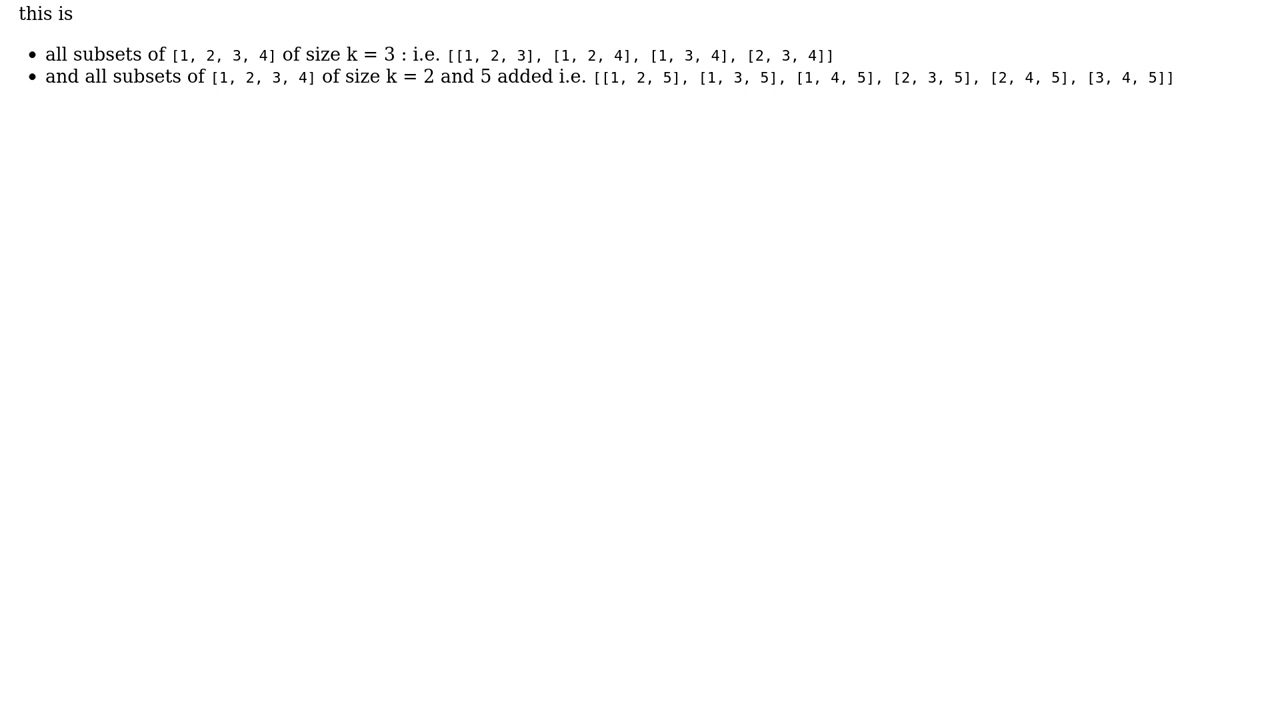 this is
• all subsets of [1, 2, 3, 4] of size k = 3 : i.e. [[1, 2, 3], [1, 2, 4], [1, 3, 4], [2, 3, 4]]
• and all subsets of [1, 2, 3, 4] of size k = 2 and 5 added i.e. [[1, 2, 5], [1, 3, 5], [1, 4, 5], [2, 3, 5], [2, 4, 5], [3, 4, 5]]